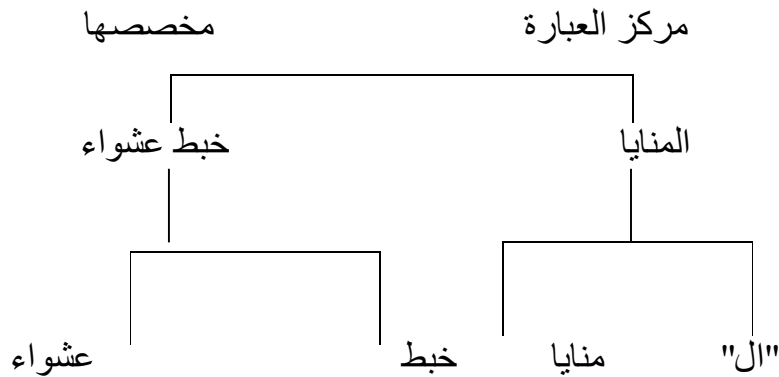 مركز العبارة مخصصها
المنايا خبط عشواء
"ال" منايا خبط عشواء